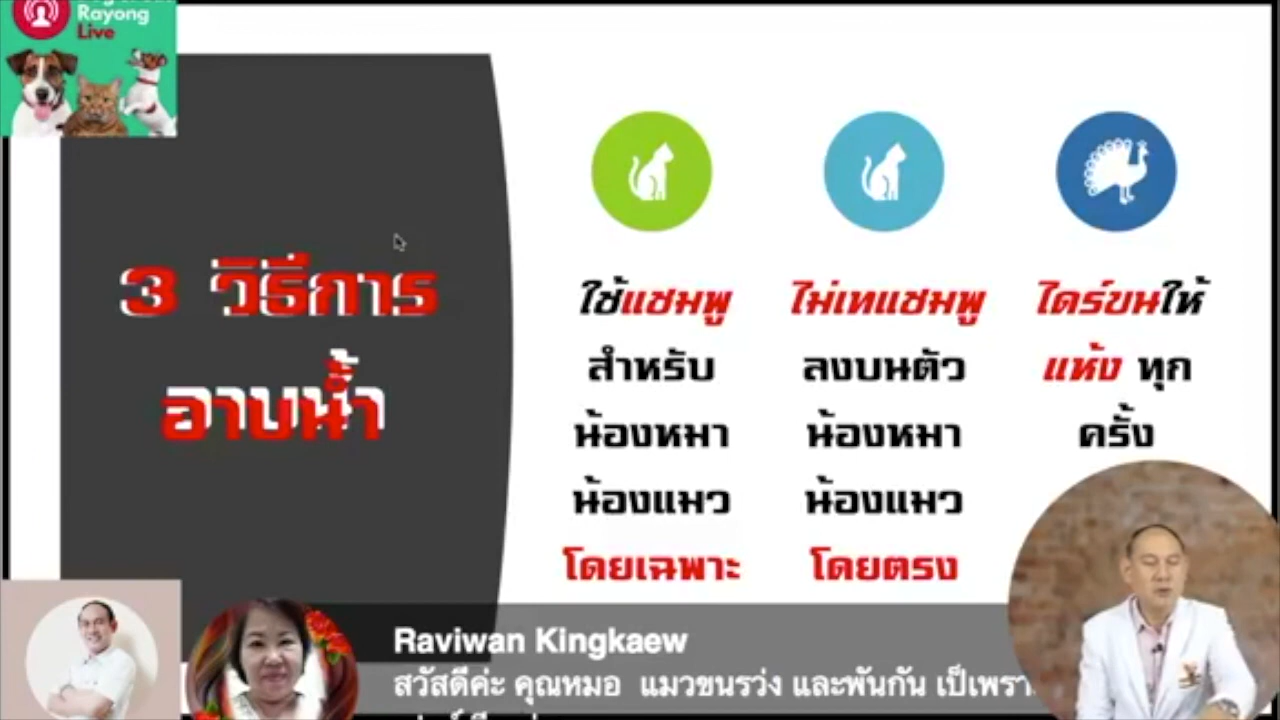 Rayong
Live
3 วิธีการ
อาบน้ำ
ใช้แชมพู
สำหรับ
น้องหมา
น้องแมว
โดยเฉพาะ
ไม่เทแชมพู
ลงบนตัว
น้องหมา
น้องแมว
โดยตรง
ไดร์ขนให้
แห้ง ทุก
ครั้ง
Raviwan Kingkaew
สวัสดีค่ะ คุณหมอ แมวขนรว่ง และพันกัน เป็เพรา